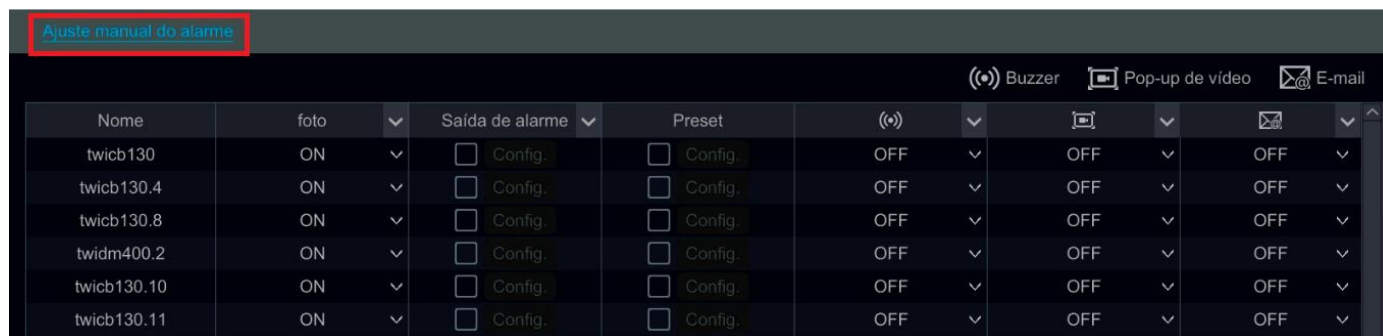 Ajuste manual do alarme
Buzzer Pop-up de vídeo E-mail
Nome foto Saída de alarme Preset
twicb130 ON Config. Config. OFF OFF OFF
twicb130.4 ON Config. Config. OFF OFF OFF
twicb130.8 ON Config. Config. OFF OFF OFF
twidm400.2 ON Config. Config. OFF OFF OFF
twicb130.10 ON Config. Config. OFF OFF OFF
twicb130.11 ON Config. Config. OFF OFF OFF